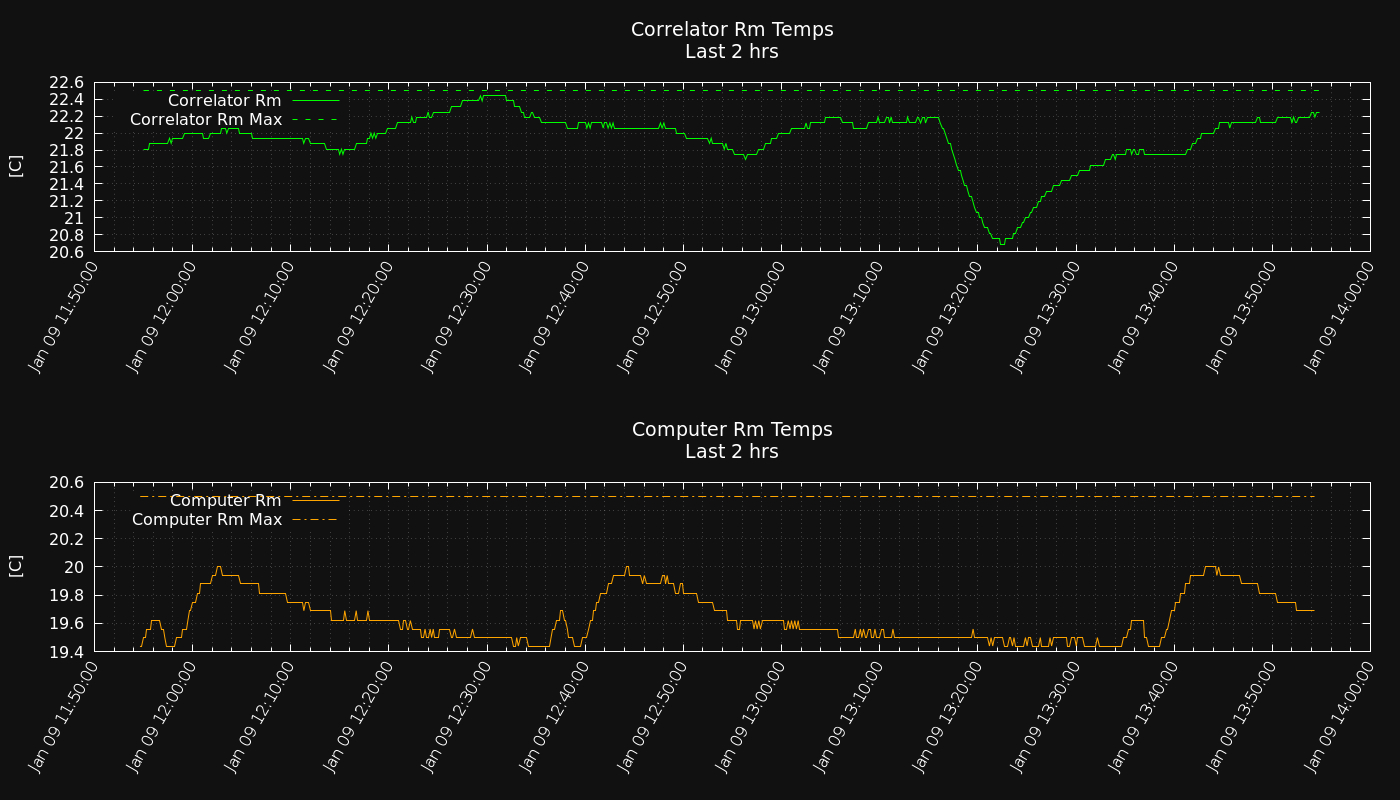 Correlator Rm Temps
Last 2 hrs
22.6
22.4
22.2
22
21.8
21.6
21.4
21.2
21
20.8
20.6
[C]
Correlator Rm
Correlator Rm Max
Jan 09 11:50:00
Jan 09 12:00:00
Jan 09 12:10:00
Jan 09 12:20:00
Jan 09 12:30:00
Jan 09 12:40:00
Jan 09 12:50:00
Jan 09 13:00:00
Jan 09 13:10:00
Jan 09 13:20:00
Jan 09 13:30:00
Jan 09 13:40:00
Jan 09 13:50:00
Jan 09 14:00:00
Computer Rm Temps
Last 2 hrs
20.6
20.4
20.2
20
19.8
19.6
19.4
[C]
Computer Rm
Computer Rm Max
Jan 09 11:50:00
Jan 09 12:00:00
Jan 09 12:10:00
Jan 09 12:20:00
Jan 09 12:30:00
Jan 09 12:40:00
Jan 09 12:50:00
Jan 09 13:00:00
Jan 09 13:10:00
Jan 09 13:20:00
Jan 09 13:30:00
Jan 09 13:40:00
Jan 09 13:50:00
Jan 09 14:00:00